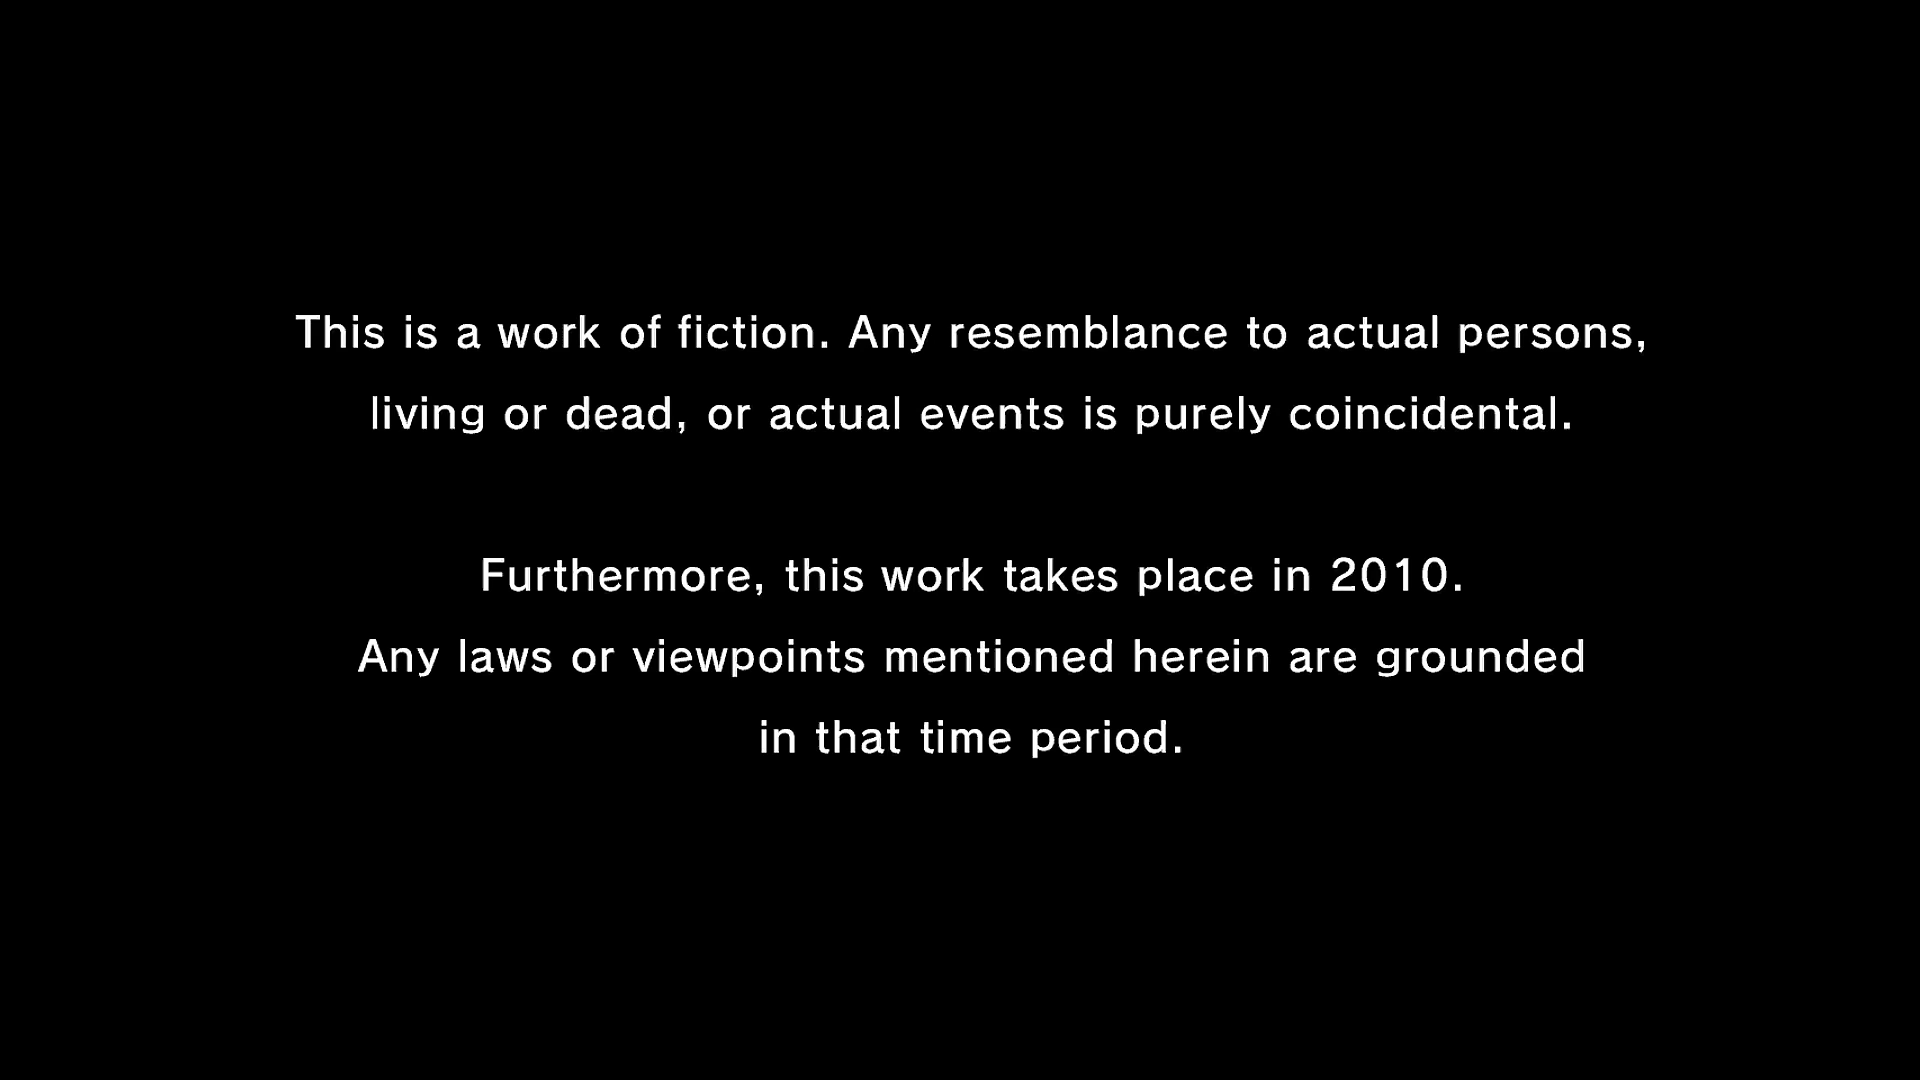 This is a work of fiction. Any resemblance to actual persons,
living or dead, or actual events is purely coincidental.
Furthermore, this work takes place in 2010.
Any laws or viewpoints mentioned herein are grounded
in that time period.